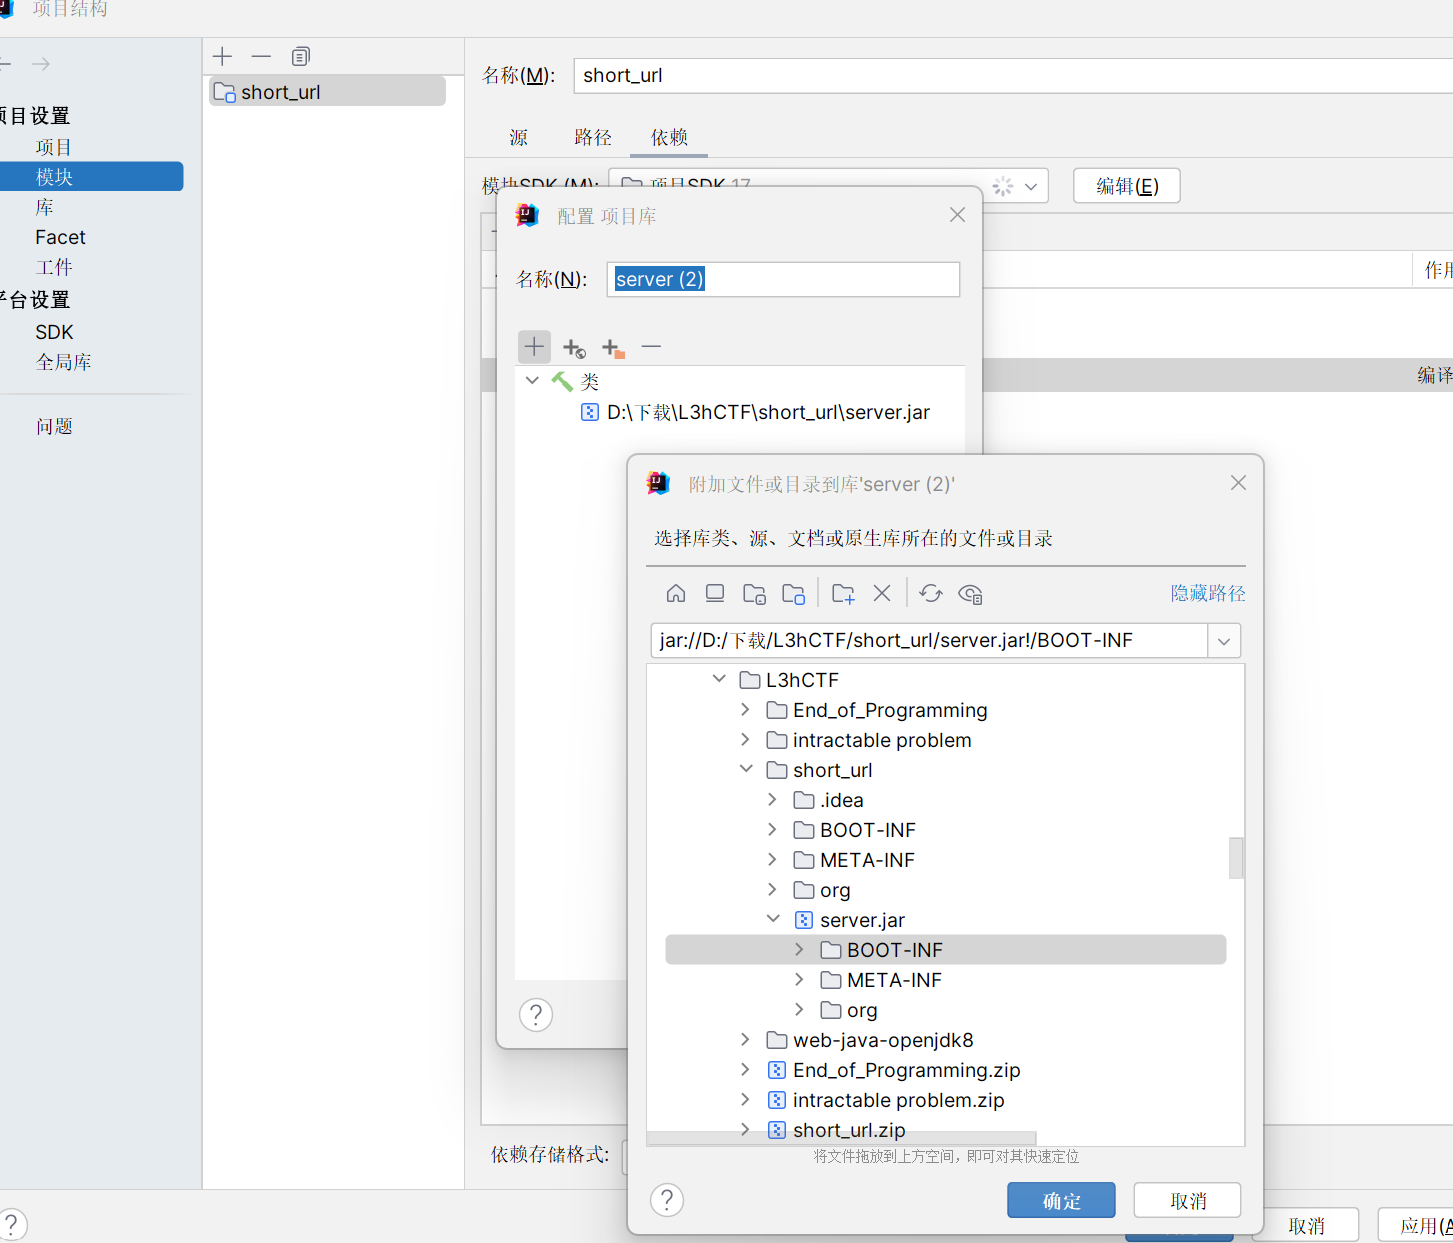 项目结构
项目设置
项目
模块
库
Facet
工件
平台设置
SDK
全局库
问题
short_url
名称(M):
short_url
源
路径
依赖
模块SDK (M):
项目SDK 17
编辑(E)
配置 项目库
名称(N):
server (2)
类
D:\下载\L3hCTF\short_url\server.jar
编译
附加文件或目录到库'server (2)'
选择库类、源、文档或原生库所在的文件或目录
隐藏路径
jar://D:/下载/L3hCTF/short_url/server.jar!/BOOT-INF
L3hCTF
End_of_Programming
intractable problem
short_url
.idea
BOOT-INF
META-INF
org
server.jar
BOOT-INF
META-INF
org
web-java-openjdk8
End_of_Programming.zip
intractable problem.zip
short_url.zip
将文件拖放到上方空间，即可对其快速定位
依赖存储格式:
确定
取消
取消
应用(A